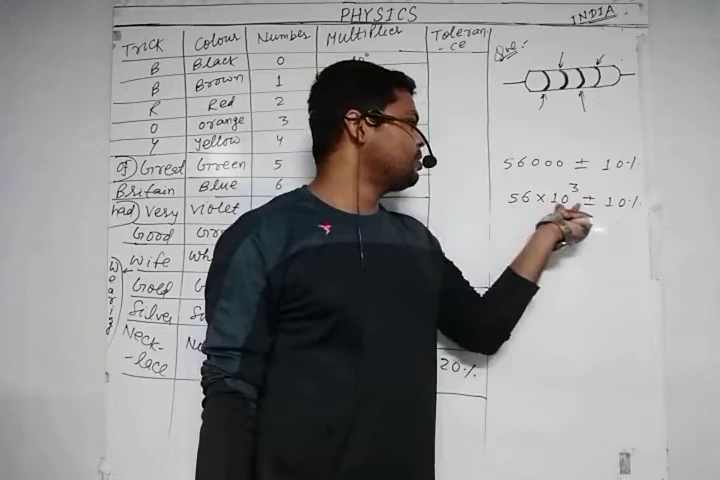 PHYSICS
INDIA
Trick Colour Number Multiplier Toleran
-ce
Que:
B Black 0
B Brown 1
R Red 2
O Orange 3
Y Yellow 4
of Great Green 5
Britain Blue 6
had Very Violet
Good
Wife
Gold
Silver
Neck-
-lace
Wearing
20%
56000 ± 10%
56 × 10³ ± 10%